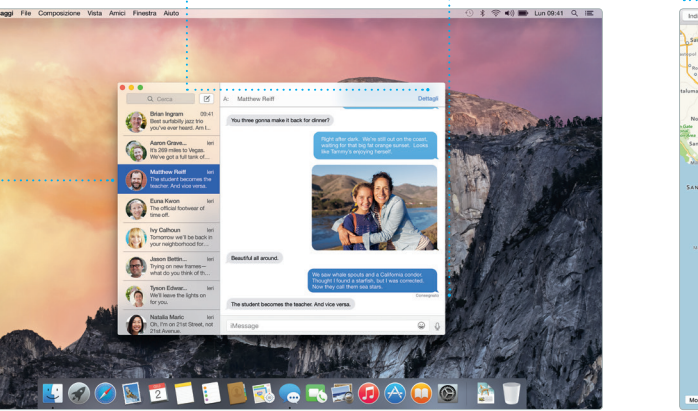 aggi File Composizione Vista Amici Finestra Aiuto
Lun 09:41
Cerca
A: Matthew Reiff
Dettagli
Brian Ingram 09:41
Best surfabilly jazz trio
you've ever heard. Am I...
Aaron Grave... Ieri
It's 269 miles to Vegas.
We've got a full tank of...
Matthew Reiff Ieri
The student becomes the
teacher. And vice versa.
Euna Kwon Ieri
The official footwear of
time off.
Ivy Calhoun Ieri
Tomorrow we'll be back in
your neighborhood for...
Jason Bettin... Ieri
Trying on new frames—
what do you think of th...
Tyson Edwar... Ieri
We'll leave the lights on
for you.
Natalia Maric Ieri
Oh, I'm on 21st Street, not
21st Avenue.
You three gonna make it back for dinner?
Right after dark. We're still out on the coast,
waiting for that big fat orange sunset. Looks
like Tammy's enjoying herself.
Beautiful all around.
We saw whale spouts and a California condor.
Thought I found a starfish, but I was corrected.
Now they call them sea stars.
Consegnato
The student becomes the teacher. And vice versa.
iMessage
2
Indi
Sai
taluma
No
San
SAN
Mo